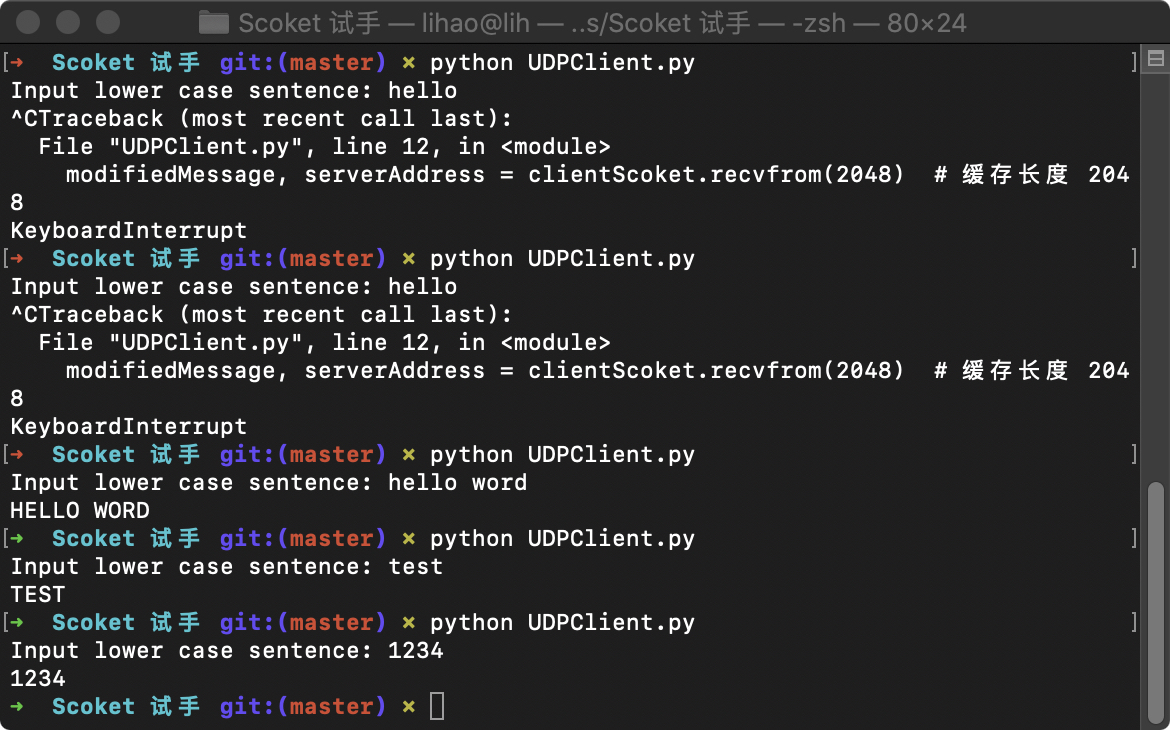 Scoket 试手 — lihao@lih — ..s/Scoket 试手 — -zsh — 80×24
[➜  Scoket 试手 git:(master) ✗ python UDPClient.py ]
Input lower case sentence: hello
^CTraceback (most recent call last):
  File "UDPClient.py", line 12, in <module>
    modifiedMessage, serverAddress = clientScoket.recvfrom(2048)  # 缓存长度 204
8
KeyboardInterrupt
[➜  Scoket 试手 git:(master) ✗ python UDPClient.py ]
Input lower case sentence: hello
^CTraceback (most recent call last):
  File "UDPClient.py", line 12, in <module>
    modifiedMessage, serverAddress = clientScoket.recvfrom(2048)  # 缓存长度 204
8
KeyboardInterrupt
[➜  Scoket 试手 git:(master) ✗ python UDPClient.py ]
Input lower case sentence: hello word
HELLO WORD
[➜  Scoket 试手 git:(master) ✗ python UDPClient.py ]
Input lower case sentence: test
TEST
[➜  Scoket 试手 git:(master) ✗ python UDPClient.py ]
Input lower case sentence: 1234
1234
➜  Scoket 试手 git:(master) ✗